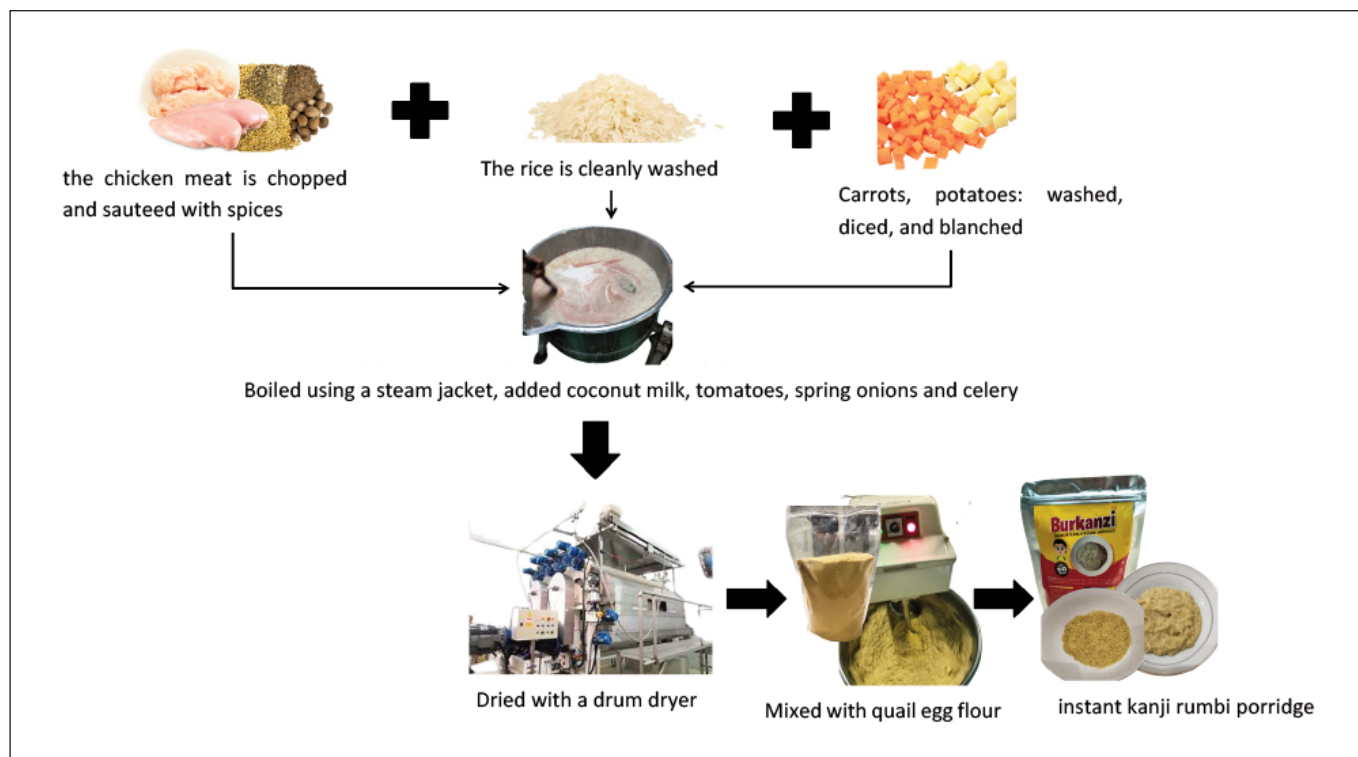 the chicken meat is chopped
and sauteed with spices
The rice is cleanly washed
Carrots, potatoes: washed,
diced, and blanched
Boiled using a steam jacket, added coconut milk, tomatoes, spring onions and celery
Dried with a drum dryer
Mixed with quail egg flour
Burkanzi
instant kanji rumbi porridge